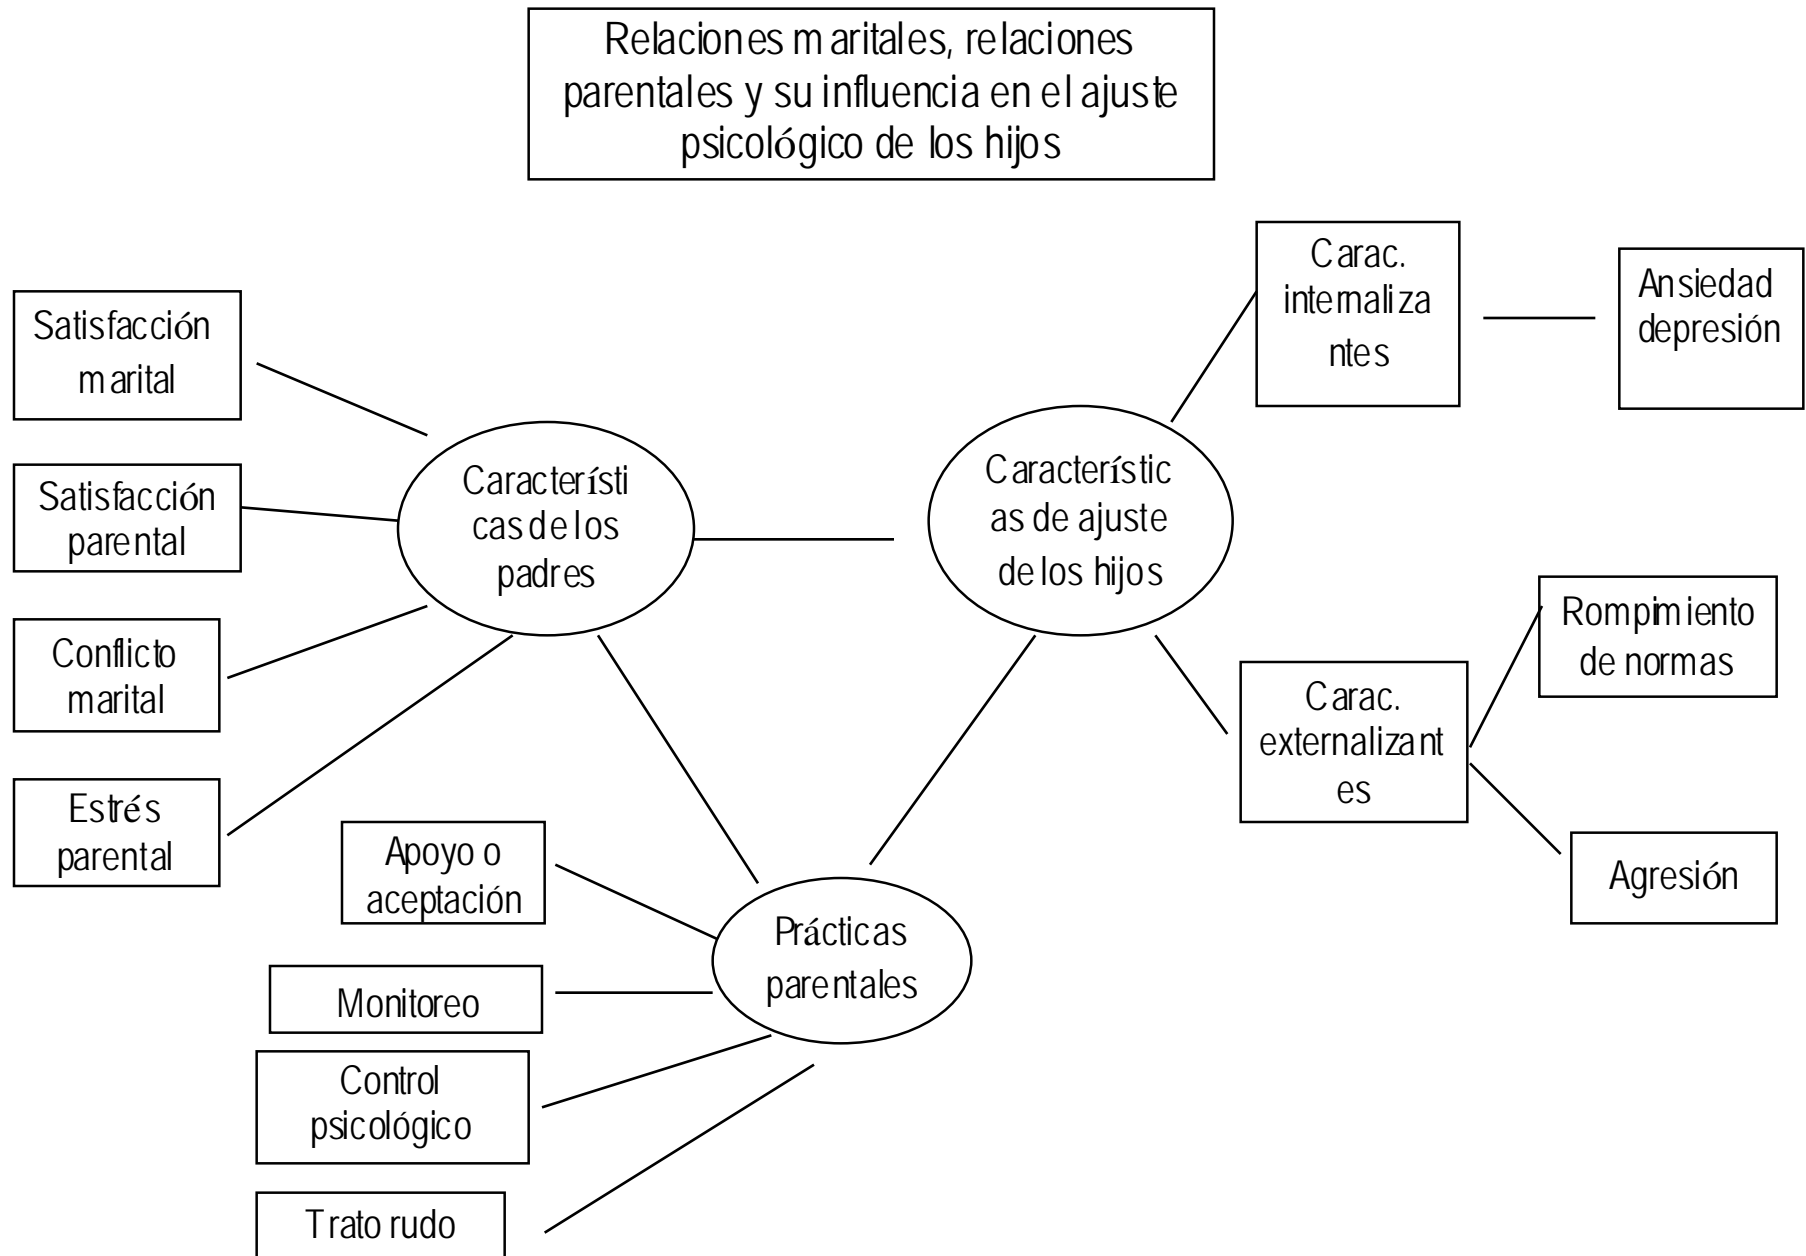 Relaciones maritales, relaciones
parentales y su influencia en el ajuste
psicológico de los hijos
Satisfacción
marital
Satisfacción
parental
Conflicto
marital
Estrés
parental
Característi
cas de los
padres
Característic
as de ajuste
de los hijos
Carac.
internaliza
ntes
Ansiedad
depresión
Carac.
externalizant
es
Rompimiento
de normas
Agresión
Prácticas
parentales
Apoyo o
aceptación
Monitoreo
Control
psicológico
Trato rudo